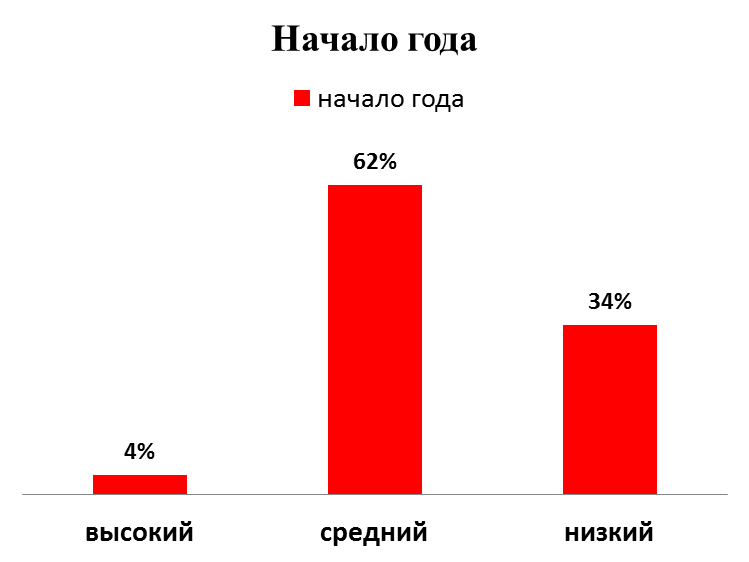 Начало года
начало года
62%
34%
4%
высокий средний низкий